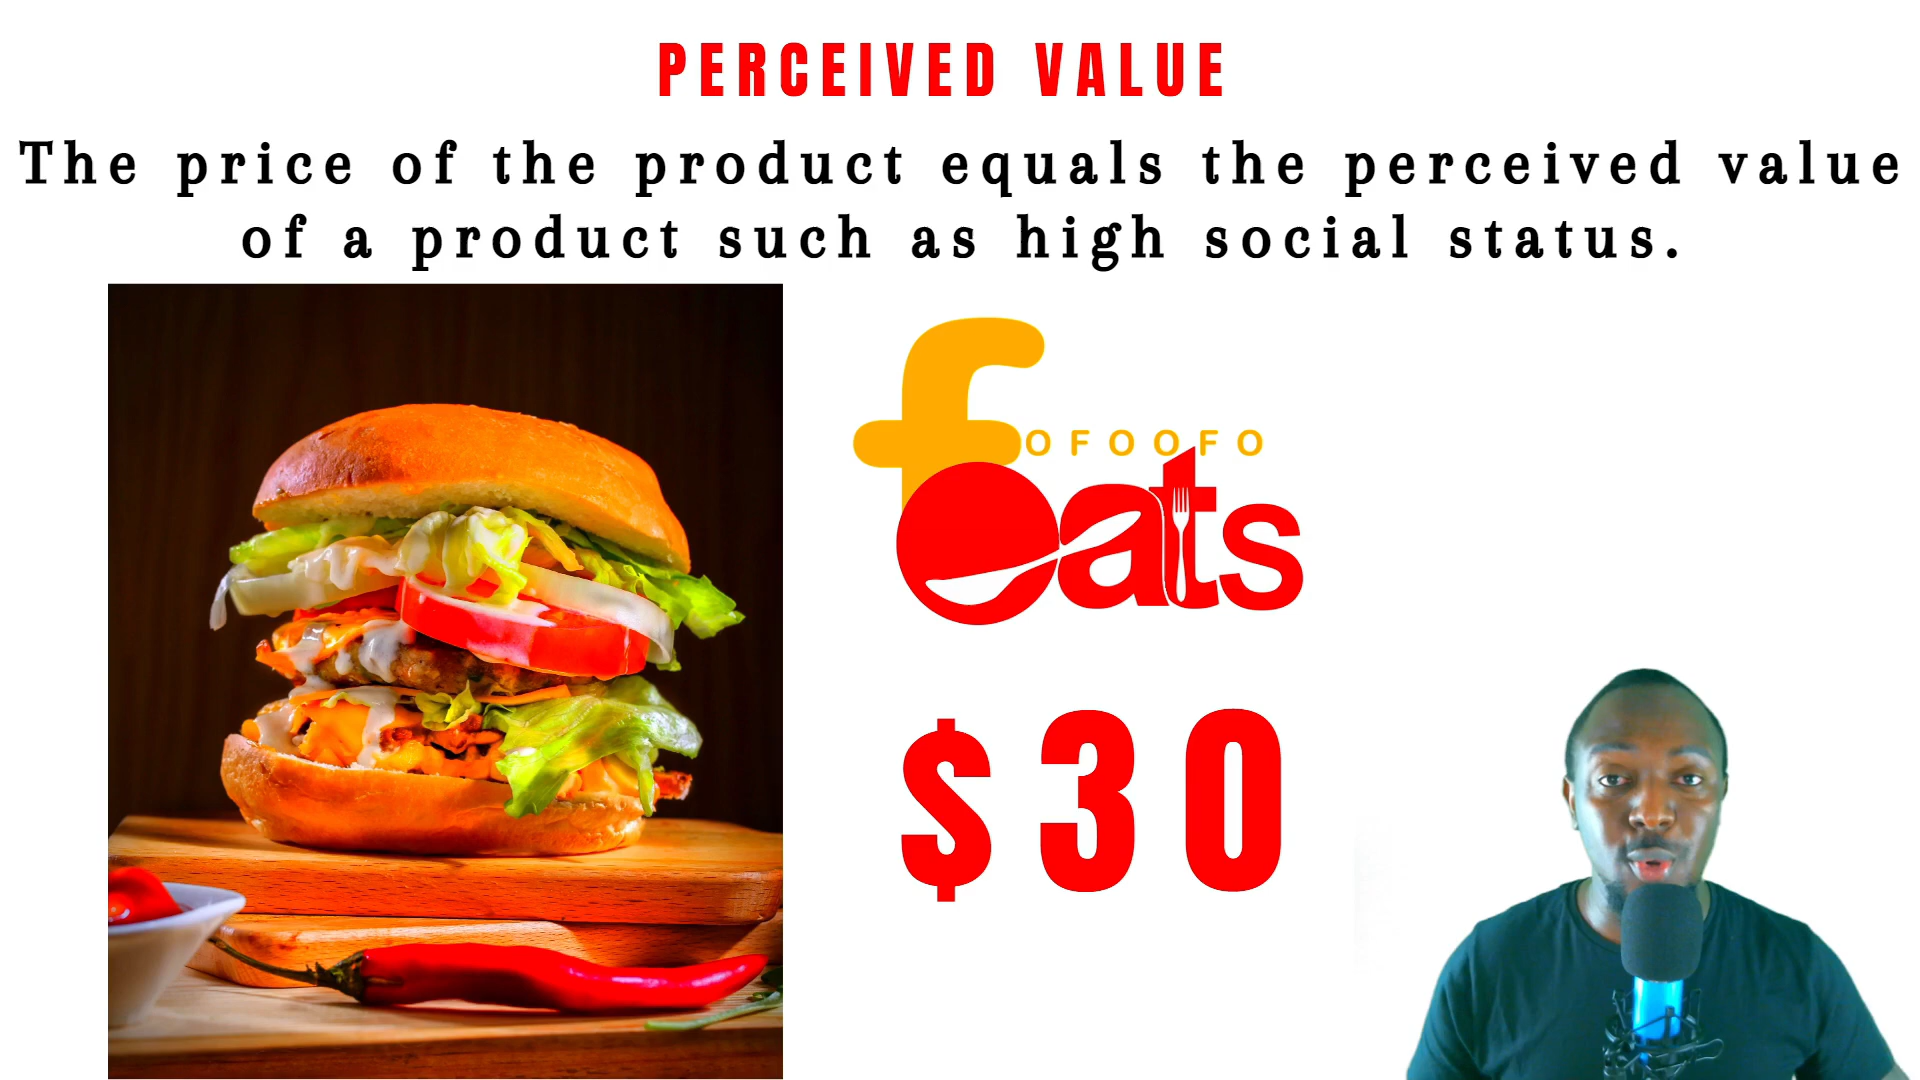 PERCEIVED VALUE
The price of the product equals the perceived value
of a product such as high social status.
fOFOOFO
eats
$30